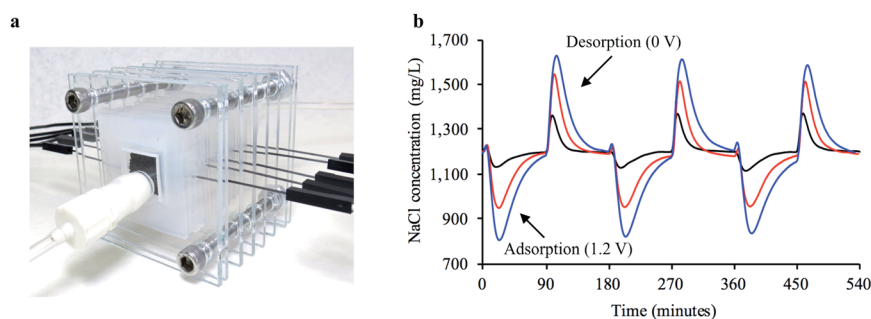 a
b
NaCl concentration (mg/L)
1,700
1,500
1,300
1,100
900
700
Desorption (0 V)
Adsorption (1.2 V)
0 90 180 270 360 450 540
Time (minutes)